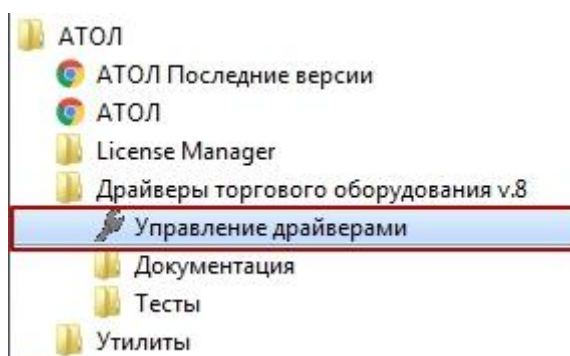 АТОЛ
АТОЛ Последние версии
АТОЛ
License Manager
Драйверы торгового оборудования v.8
Управление драйверами
Документация
Тесты
Утилиты